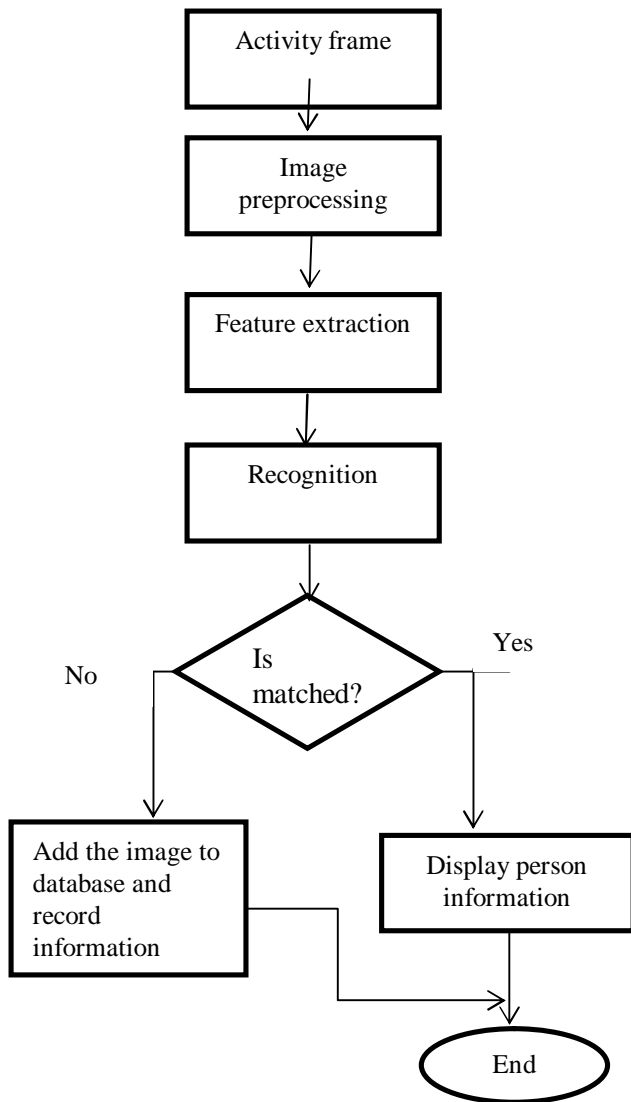 Activity frame
Image
preprocessing
Feature extraction
Recognition
Is
matched?
Yes
No
Add the image to
database and
record
information
Display person
information
End